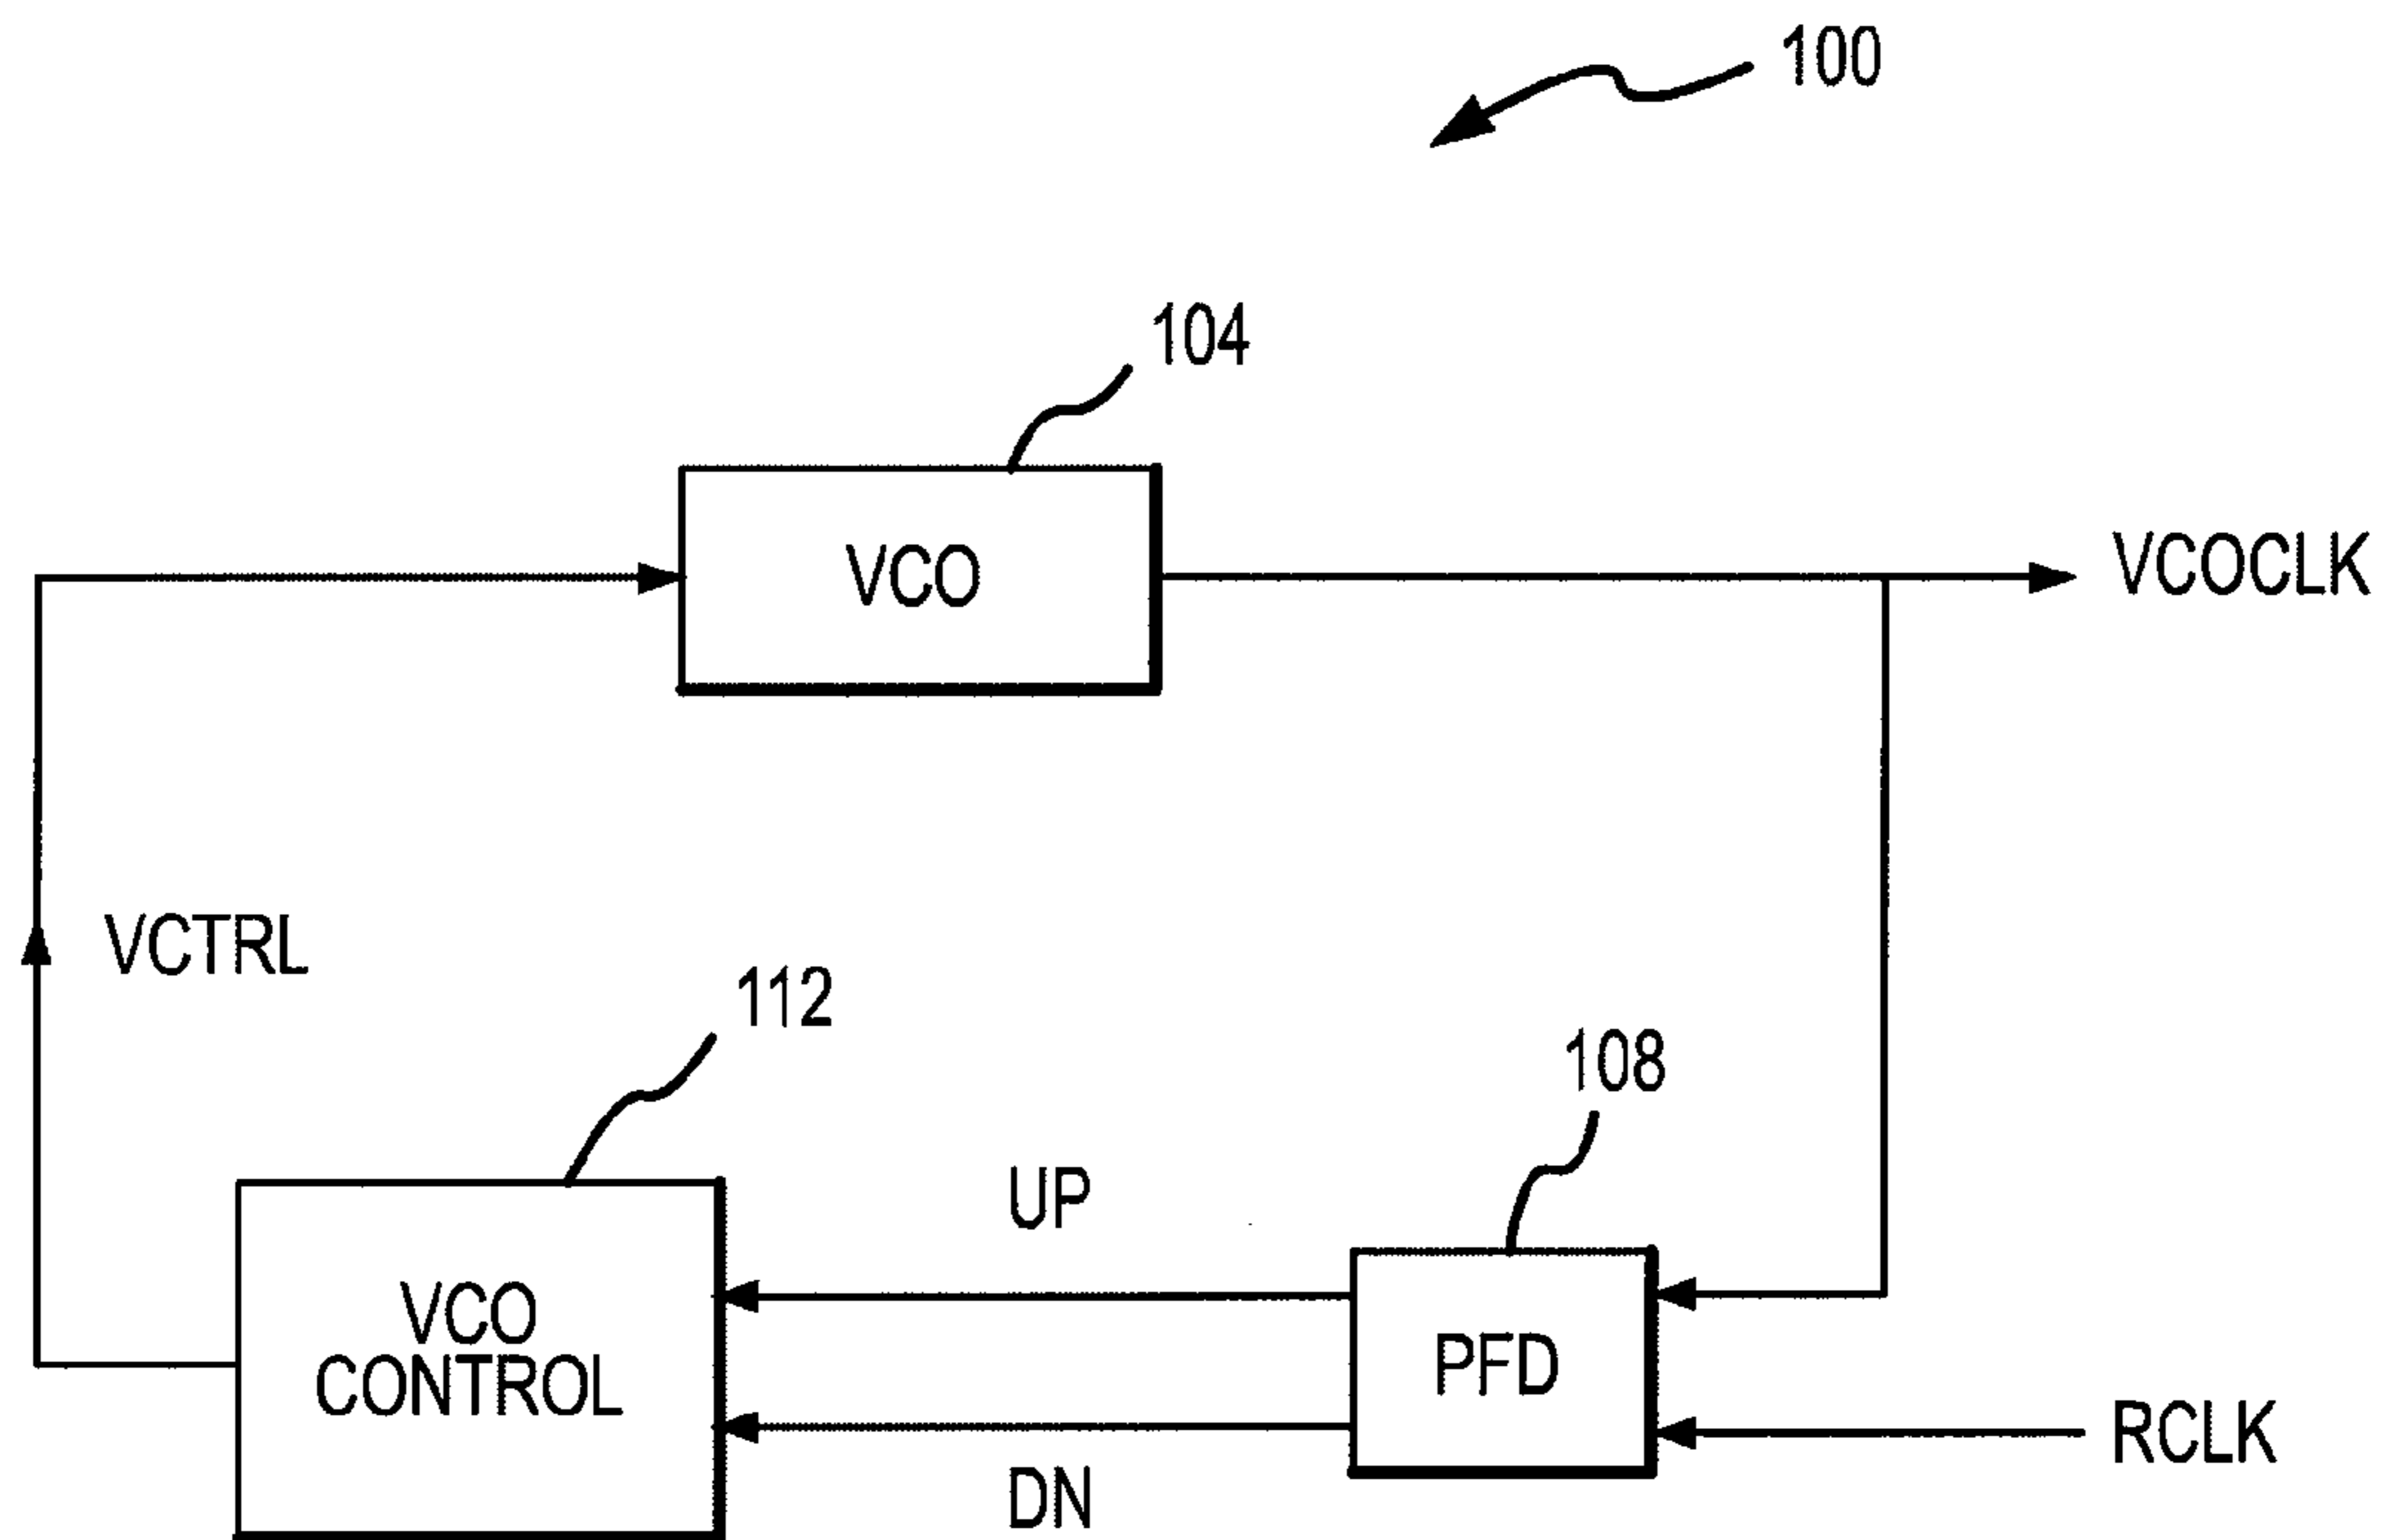 100
104
VCO
VCOCLK
VCTRL
112
108
UP
VCO
CONTROL
PFD
RCLK
DN